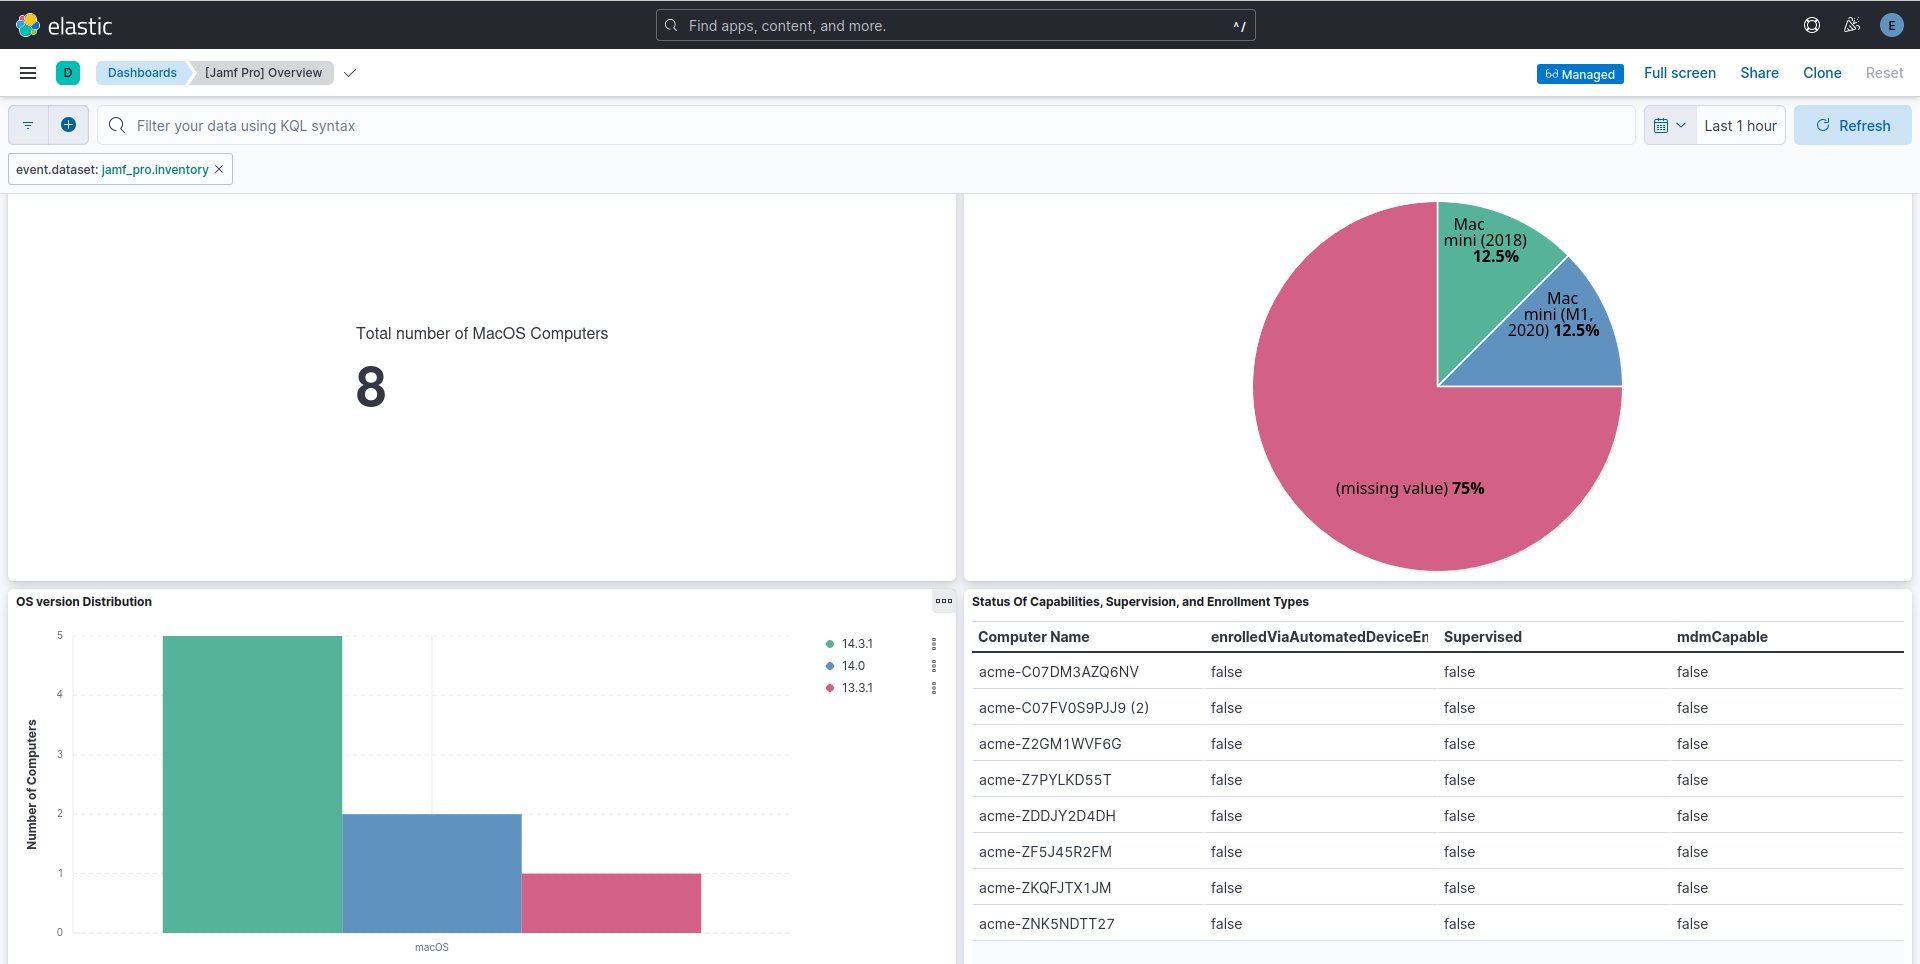 elastic
Find apps, content, and more.
^/
E
D
Dashboards
[Jamf Pro] Overview
Managed
Full screen
Share
Clone
Reset
Filter your data using KQL syntax
Last 1 hour
Refresh
event.dataset: jamf_pro.inventory
Total number of MacOS Computers
8
Mac
mini (2018)
12.5%
Mac
mini (M1,
2020) 12.5%
(missing value) 75%
OS version Distribution
Number of Computers
5
4
3
2
1
0
macOS
14.3.1
14.0
13.3.1
Status Of Capabilities, Supervision, and Enrollment Types
Computer Name enrolledViaAutomatedDeviceEn Supervised mdmCapable
acme-C07DM3AZQ6NV false false false
acme-C07FV0S9PJJ9 (2) false false false
acme-Z2GM1WVF6G false false false
acme-Z7PYLKD55T false false false
acme-ZDDJY2D4DH false false false
acme-ZF5J45R2FM false false false
acme-ZKQFJTX1JM false false false
acme-ZNK5NDTT27 false false false